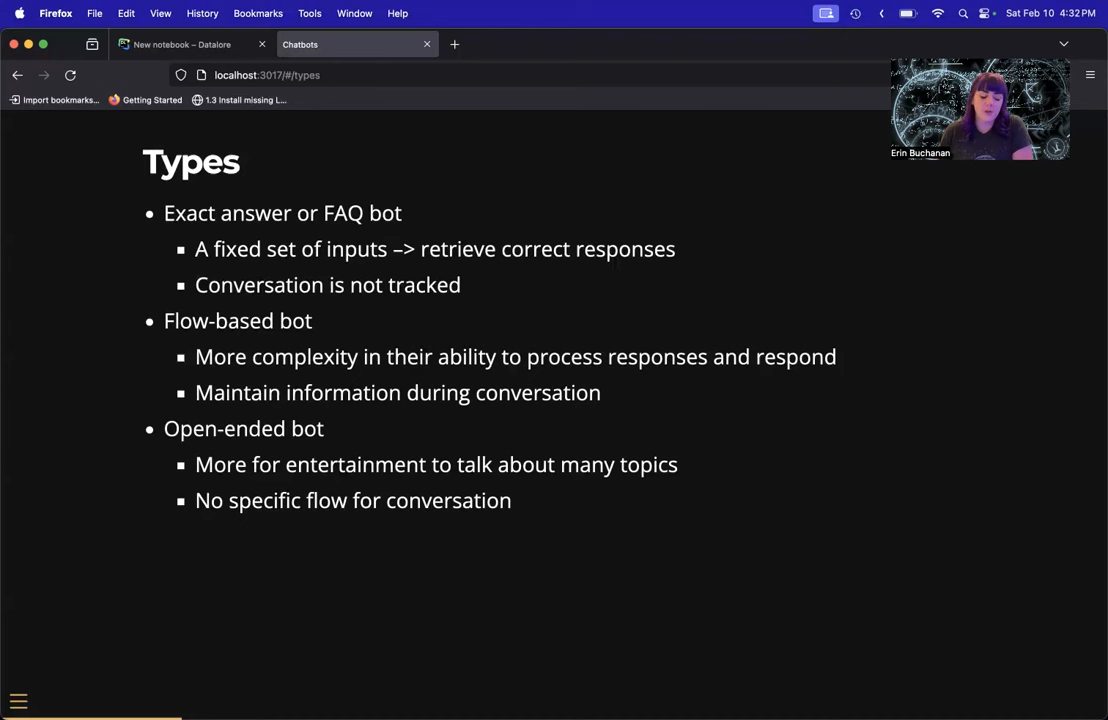 Firefox File Edit View History Bookmarks Tools Window Help Sat Feb 10 4:32 PM
New notebook – Datalore Chatbots
localhost:3017/#/types
Import bookmarks... Getting Started 1.3 Install missing L...
Erin Buchanan
Types
Exact answer or FAQ bot
A fixed set of inputs –> retrieve correct responses
Conversation is not tracked
Flow-based bot
More complexity in their ability to process responses and respond
Maintain information during conversation
Open-ended bot
More for entertainment to talk about many topics
No specific flow for conversation